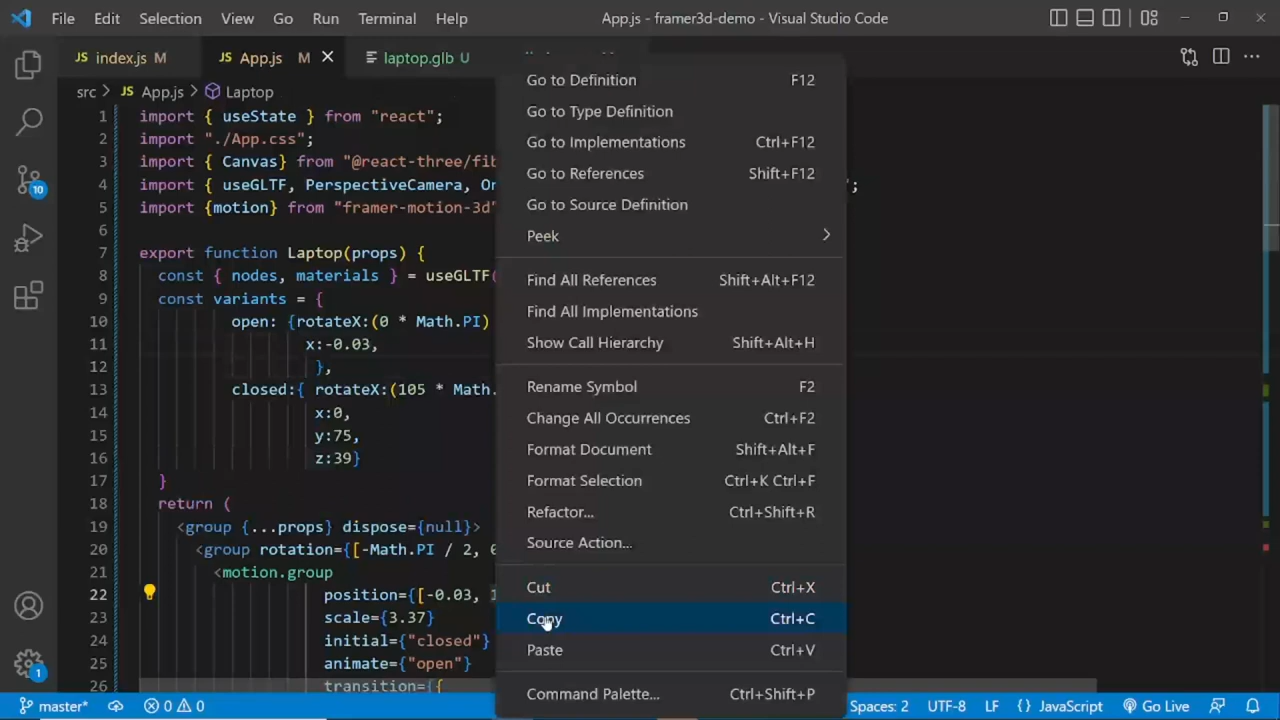 File Edit Selection View Go Run Terminal Help App.js - framer3d-demo - Visual Studio Code
JS index.js M JS App.js M laptop.glb U
src > JS App.js > Laptop
1 import { useState } from "react";
2 import "./App.css";
3 import { Canvas} from "@react-three/fib
4 import { useGLTF, PerspectiveCamera, On ";
5 import {motion} from "framer-motion-3d"
6
7 export function Laptop(props) {
8 const { nodes, materials } = useGLTF(
9 const variants = {
10 open: {rotateX:(0 * Math.PI)
11 x:-0.03,
12 },
13 closed:{ rotateX:(105 * Math.
14 x:0,
15 y:75,
16 z:39}
17 }
18 return (
19 <group {...props} dispose={null}>
20 <group rotation={[-Math.PI / 2, 0
21 <motion.group
22 position={[-0.03, 1
23 scale={3.37}
24 initial={"closed"}
25 animate={"open"}
26 transition={{
Go to Definition F12
Go to Type Definition
Go to Implementations Ctrl+F12
Go to References Shift+F12
Go to Source Definition
Peek >
Find All References Shift+Alt+F12
Find All Implementations
Show Call Hierarchy Shift+Alt+H
Rename Symbol F2
Change All Occurrences Ctrl+F2
Format Document Shift+Alt+F
Format Selection Ctrl+K Ctrl+F
Refactor... Ctrl+Shift+R
Source Action...
Cut Ctrl+X
Copy Ctrl+C
Paste Ctrl+V
Command Palette... Ctrl+Shift+P
10
1
master* 0 0 Spaces: 2 UTF-8 LF {} JavaScript Go Live